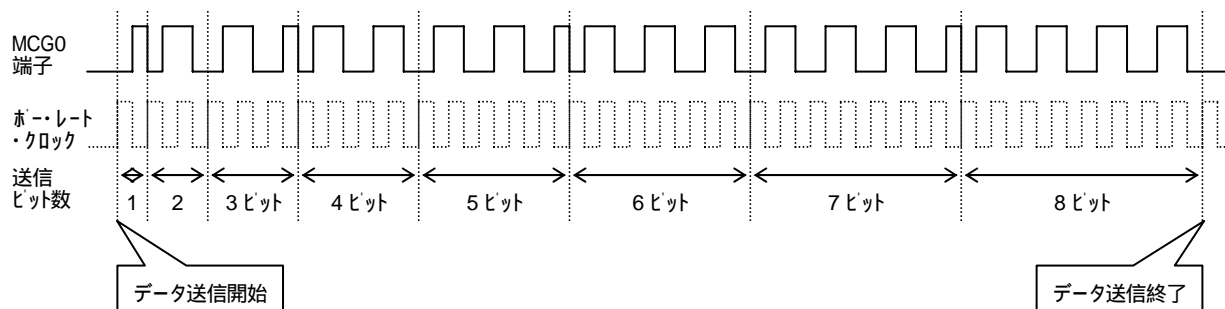 MCG0
端子
ﾎﾞｰ･ﾚｰﾄ
･ｸﾛｯｸ
送信
ﾋﾞｯﾄ数
1 2 3 ﾋﾞｯﾄ 4 ﾋﾞｯﾄ 5 ﾋﾞｯﾄ 6 ﾋﾞｯﾄ 7 ﾋﾞｯﾄ 8 ﾋﾞｯﾄ
データ送信開始
データ送信終了